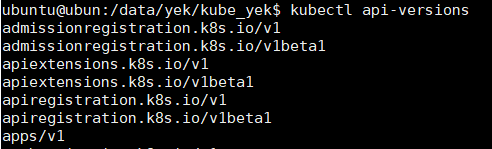 ubuntu@ubun:/data/yek/kube_yek$ kubectl api-versions
admissionregistration.k8s.io/v1
admissionregistration.k8s.io/v1beta1
apiextensions.k8s.io/v1
apiextensions.k8s.io/v1beta1
apiregistration.k8s.io/v1
apiregistration.k8s.io/v1beta1
apps/v1